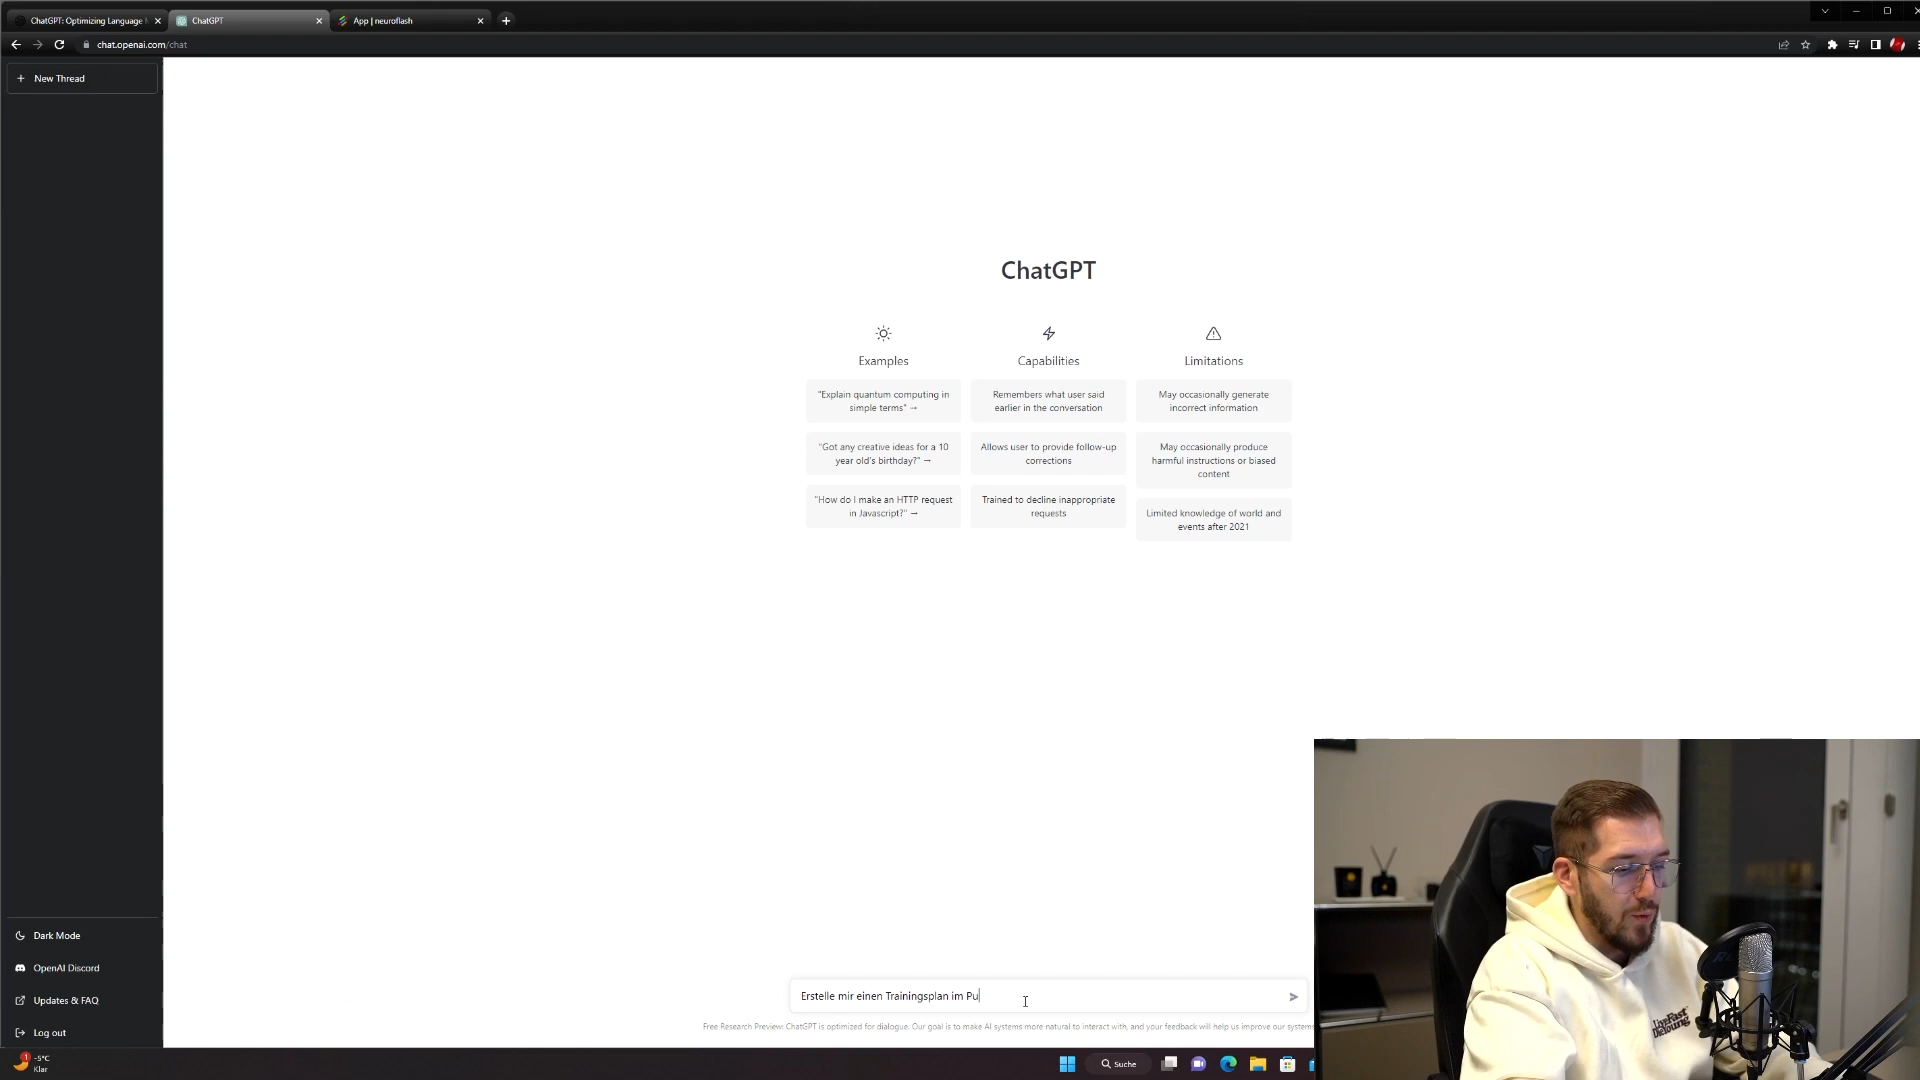 ChatGPT: Optimizing Language
ChatGPT
App | neuroflash
chat.openai.com/chat
New Thread
ChatGPT
Examples
Capabilities
Limitations
"Explain quantum computing in
simple terms" →
Remembers what user said
earlier in the conversation
May occasionally generate
incorrect information
"Got any creative ideas for a 10
year old's birthday?" →
Allows user to provide follow-up
corrections
May occasionally produce
harmful instructions or biased
content
"How do I make an HTTP request
in Javascript?" →
Trained to decline inappropriate
requests
Limited knowledge of world and
events after 2021
Dark Mode
OpenAI Discord
Updates & FAQ
Log out
Erstelle mir einen Trainingsplan im Pu
Free Research Preview: ChatGPT is optimized for dialogue. Our goal is to make AI systems more natural to interact with, and your feedback will help us improve our systems
1
-5°C
Klar
Suche
LiveFast
DieYoung